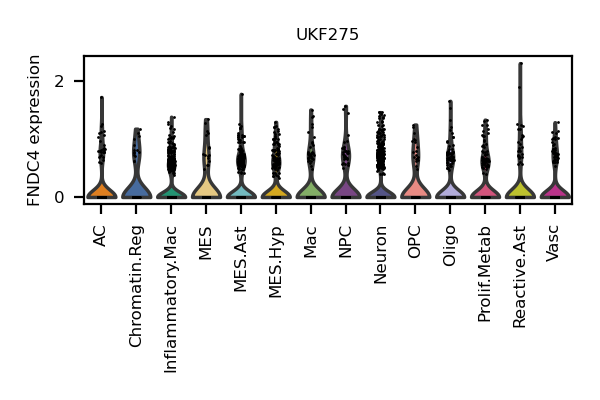 UKF275
FNDC4 expression
2
0
AC
Chromatin.Reg
Inflammatory.Mac
MES
MES.Ast
MES.Hyp
Mac
NPC
Neuron
OPC
Oligo
Prolif.Metab
Reactive.Ast
Vasc